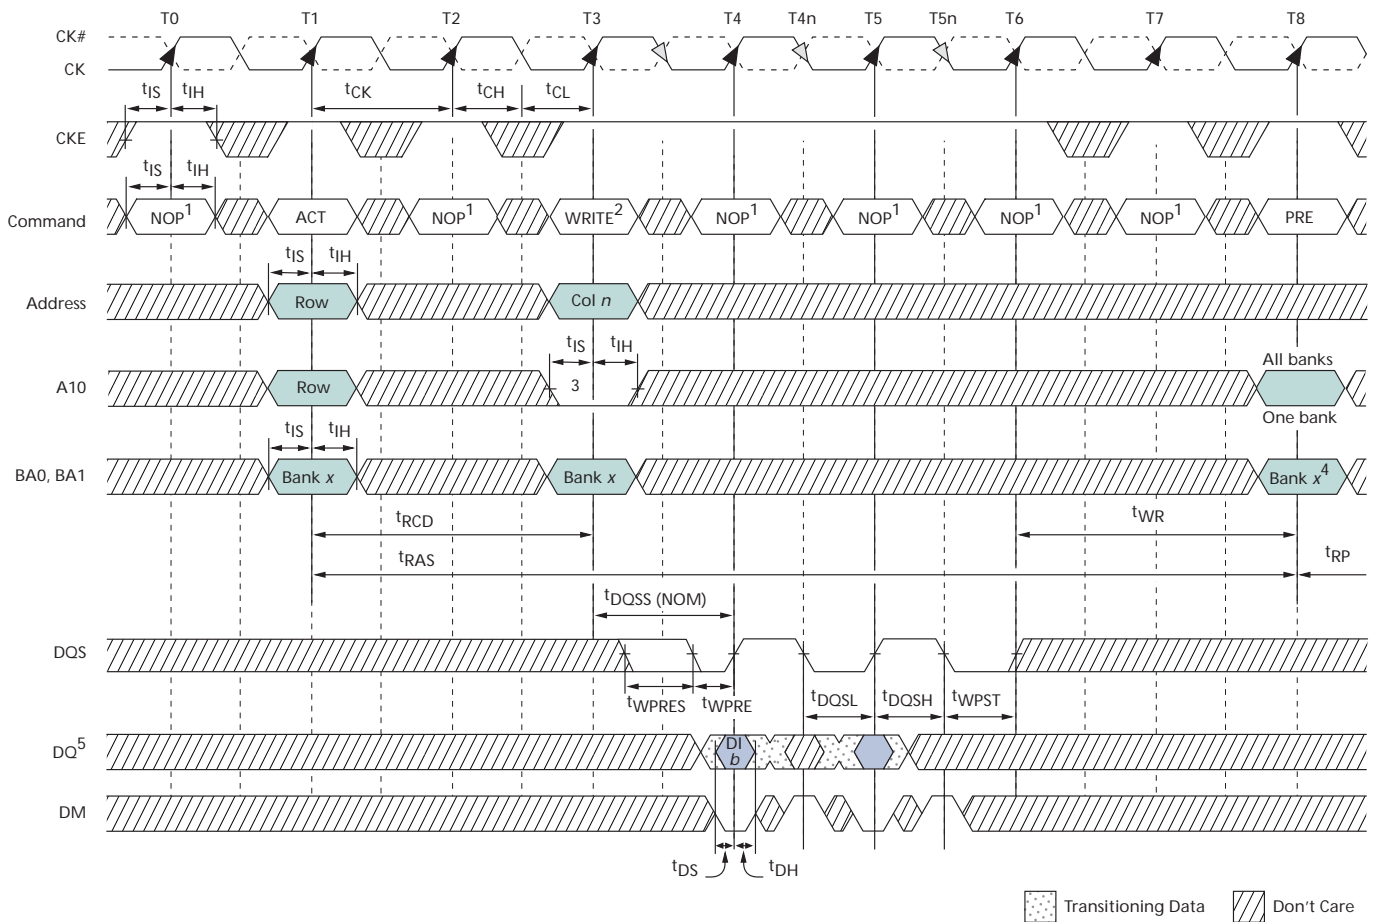 T0 T1 T2 T3 T4 T4n T5 T5n T6 T7 T8
CK#
CK
tIS tIH tCK tCH tCL
CKE
tIS tIH
Command NOP1 ACT NOP1 WRITE2 NOP1 NOP1 NOP1 NOP1 PRE
tIS tIH
Address Row Col n
tIS tIH
All banks
A10 Row 3
One bank
tIS tIH
BA0, BA1 Bank x Bank x Bank x4
tRCD tWR
tRAS tRP
tDQSS (NOM)
DQS
tWPRES tWPRE tDQSL tDQSH tWPST
DQ5 DI
b
DM
tDS tDH
Transitioning Data Don't Care